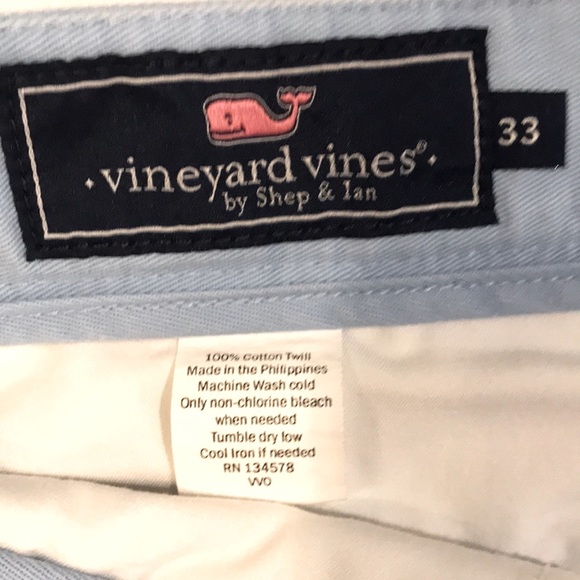 vineyard vines®
by Shep & Ian
33
100% Cotton Twill
Made in the Philippines
Machine Wash cold
Only non-chlorine bleach
when needed
Tumble dry low
Cool Iron if needed
RN 134578
VVO